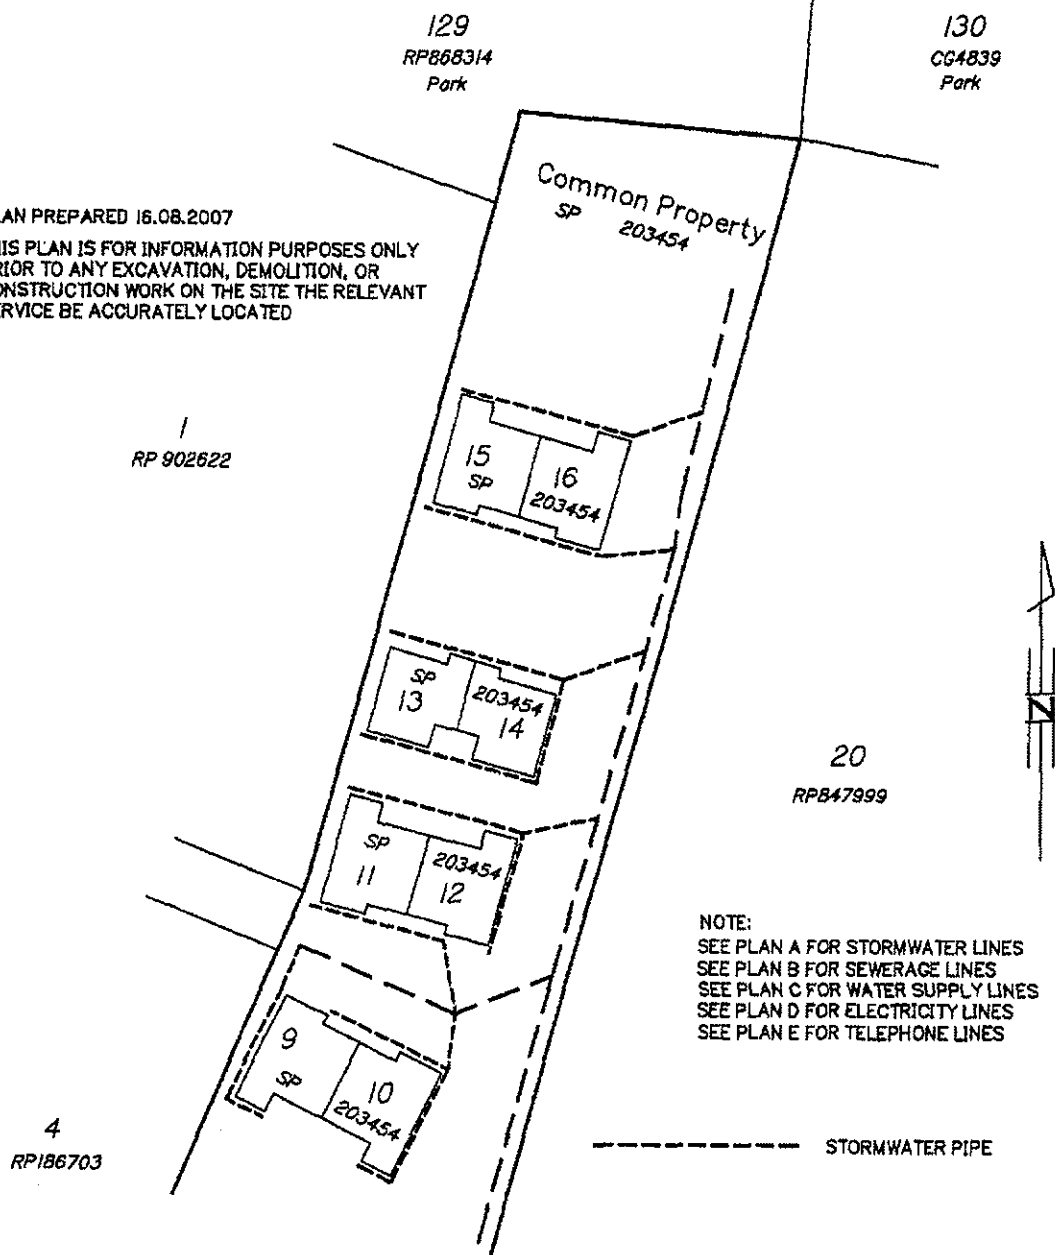 129
RP868314
Park
130
CG4839
Park
Common Property
SP 203454
LAN PREPARED 16.08.2007
IS PLAN IS FOR INFORMATION PURPOSES ONLY
RIOR TO ANY EXCAVATION, DEMOLITION, OR
ONSTRUCTION WORK ON THE SITE THE RELEVANT
ERVICE BE ACCURATELY LOCATED
1
RP 902622
15
SP
16
203454
SP
13
203454
14
20
RP847999
SP
11
203454
12
NOTE:
SEE PLAN A FOR STORMWATER LINES
SEE PLAN B FOR SEWERAGE LINES
SEE PLAN C FOR WATER SUPPLY LINES
SEE PLAN D FOR ELECTRICITY LINES
SEE PLAN E FOR TELEPHONE LINES
9
SP
10
203454
4
RP186703
STORMWATER PIPE
N